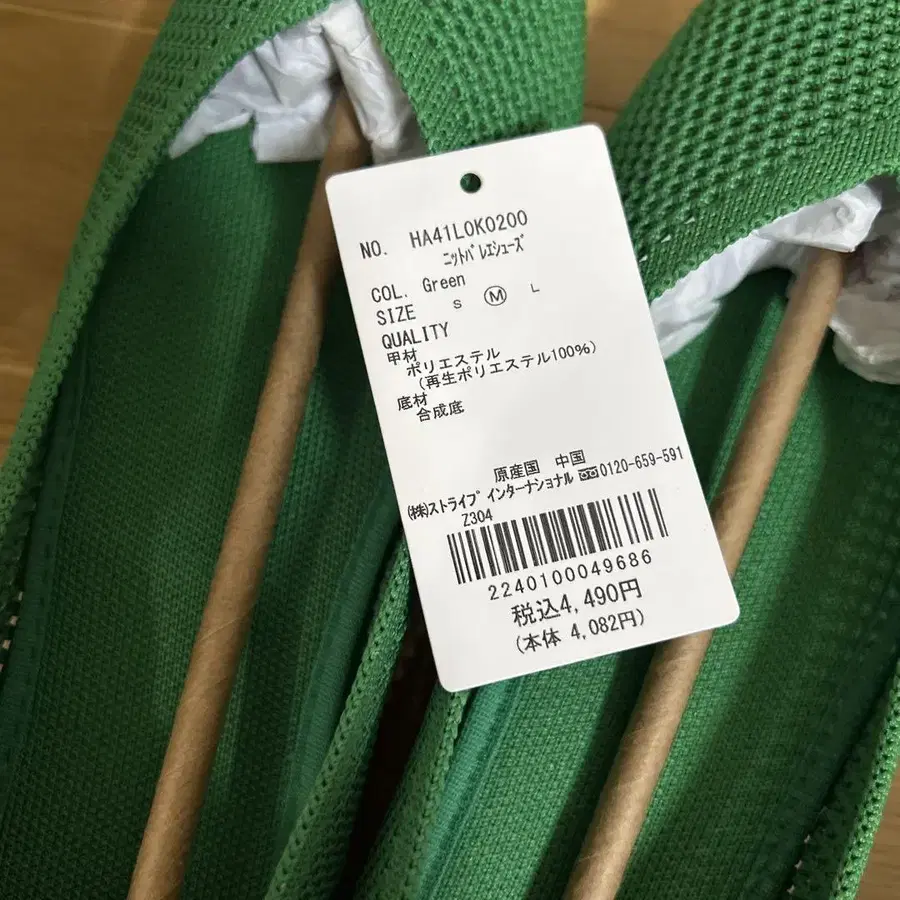 NO. HA41L0K0200
ニットバレエシューズ
COL. Green
SIZE S Ⓜ L
QUALITY
甲材
ポリエステル
(再生ポリエステル100%)
底材
合成底
原産国 中国
㈱ストライプ インターナショナル 0120-659-591
Z304
2240100049686
税込4,490円
(本体 4,082円)